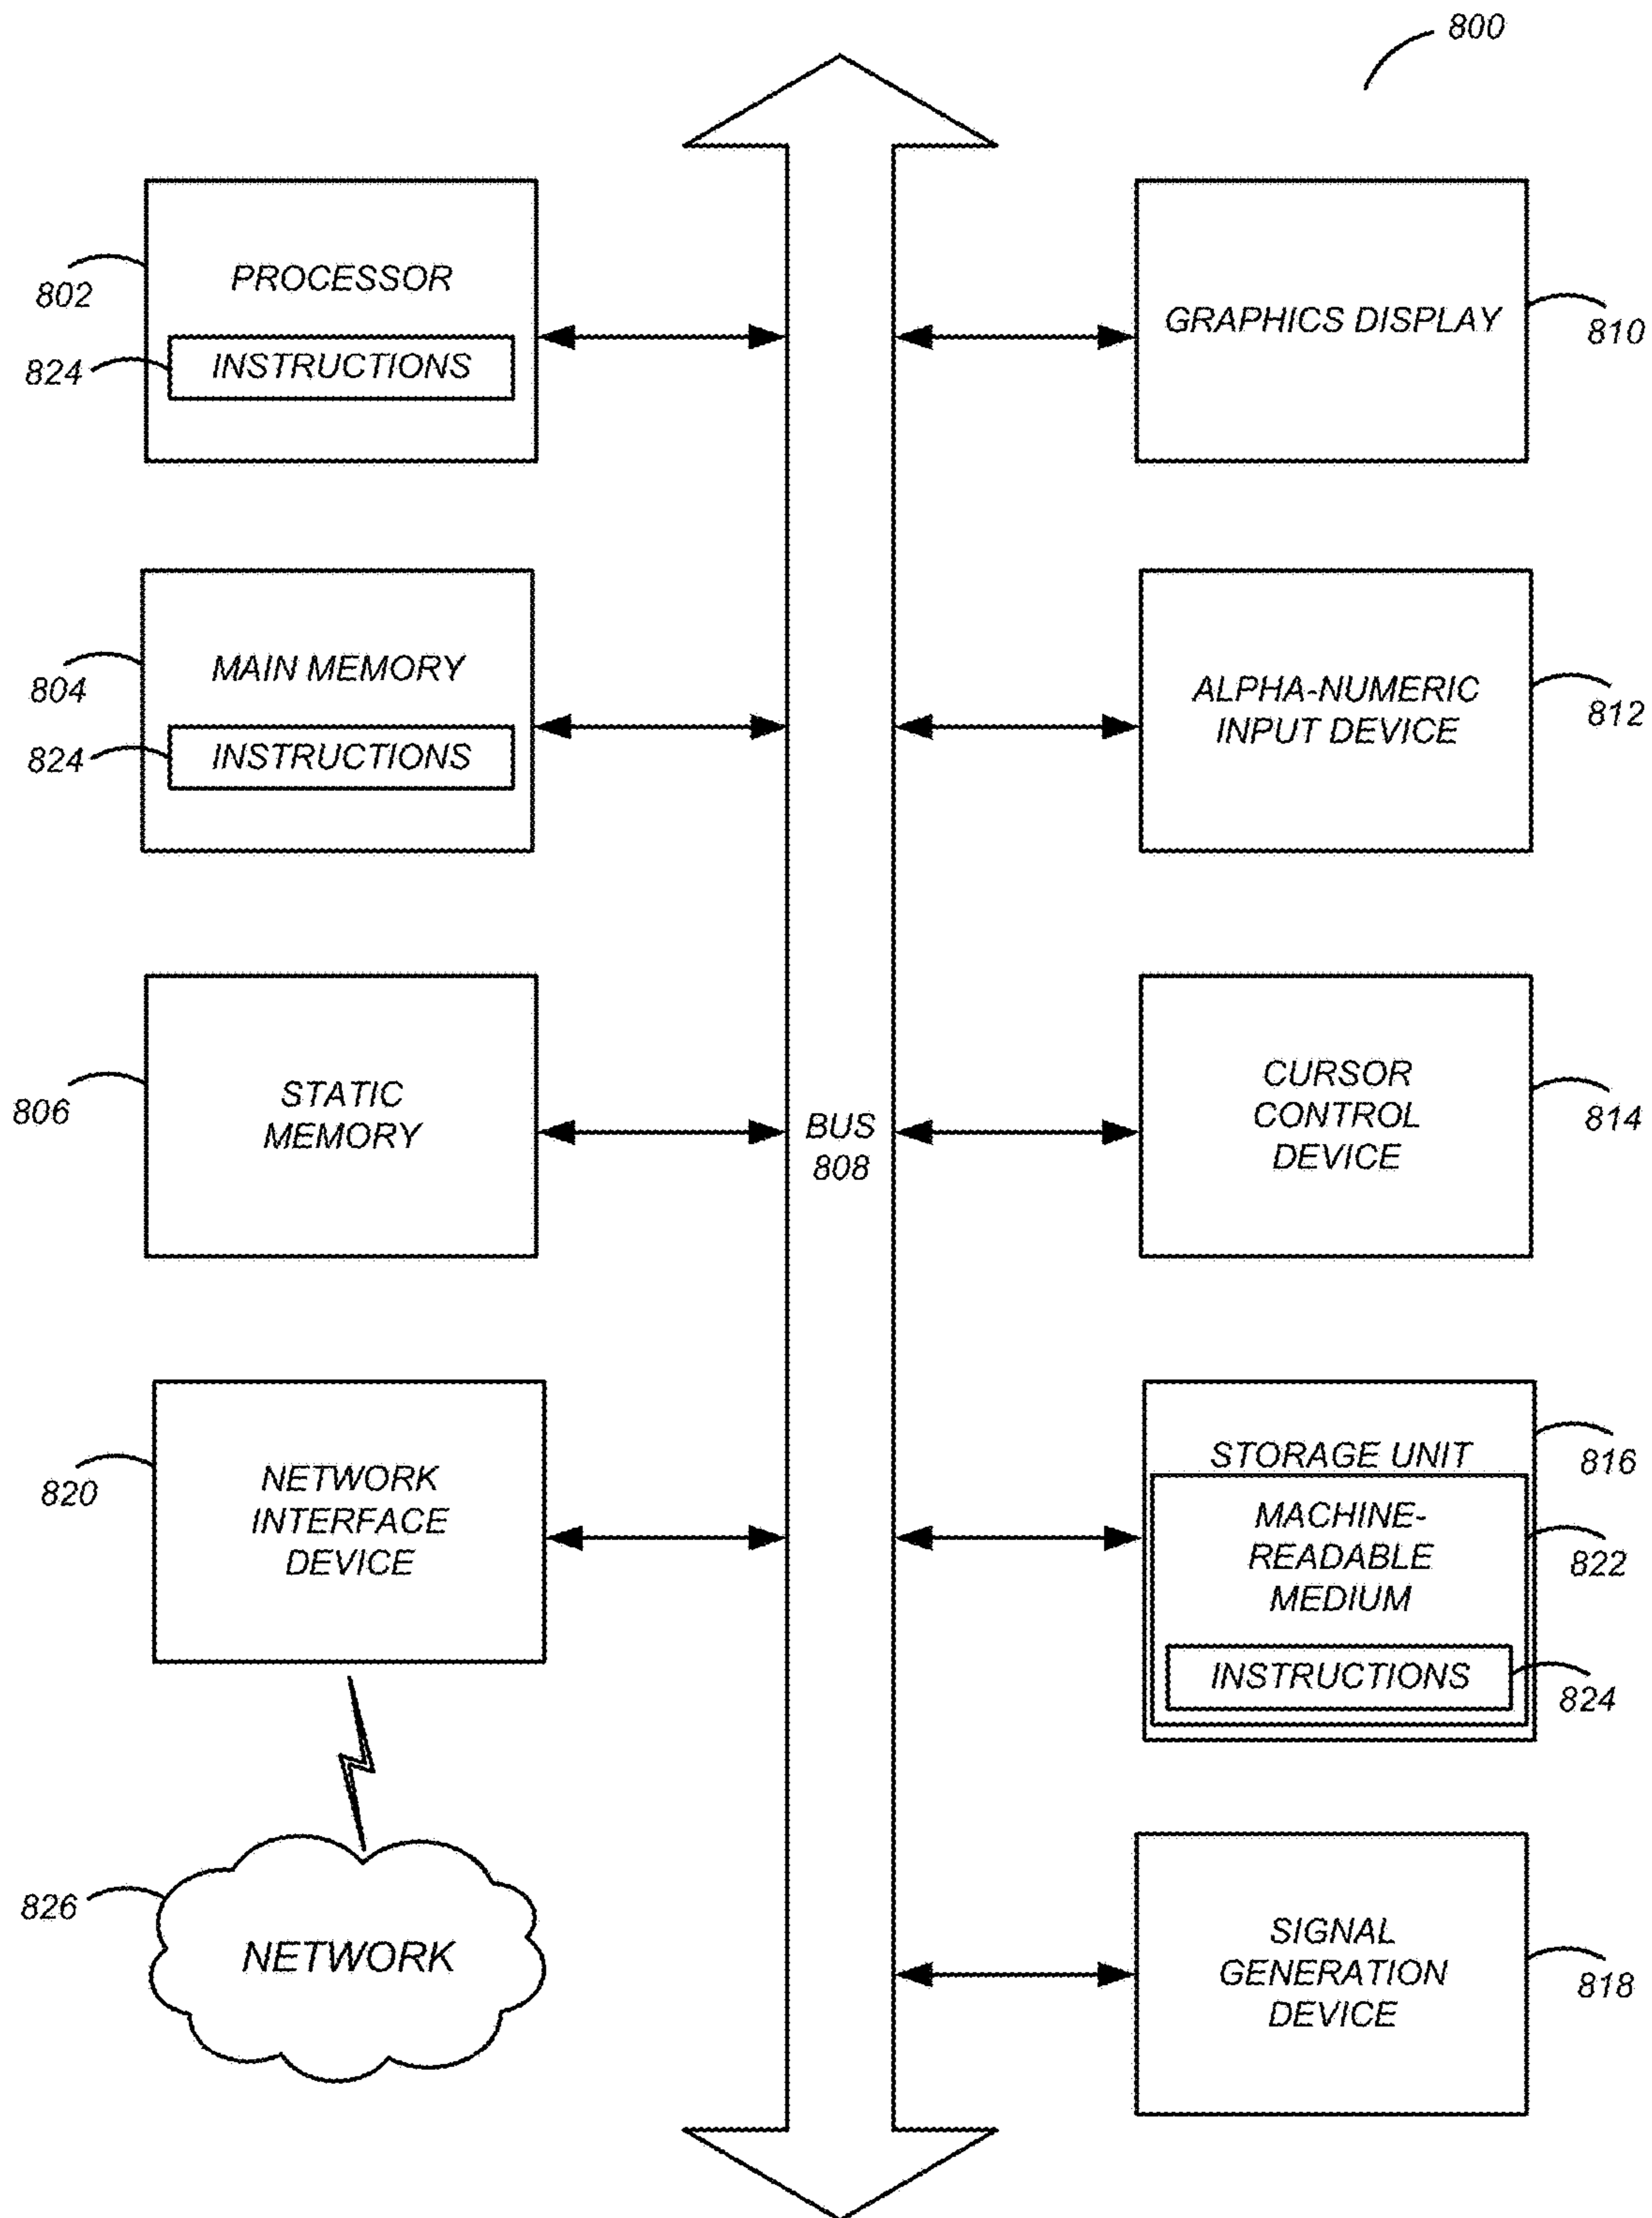 800
PROCESSOR
802
INSTRUCTIONS
824
GRAPHICS DISPLAY
810
MAIN MEMORY
804
INSTRUCTIONS
824
ALPHA-NUMERIC
INPUT DEVICE
812
STATIC
MEMORY
806
BUS
808
CURSOR
CONTROL
DEVICE
814
NETWORK
INTERFACE
DEVICE
820
STORAGE UNIT
816
MACHINE-
READABLE
MEDIUM
822
INSTRUCTIONS
824
826
NETWORK
SIGNAL
GENERATION
DEVICE
818